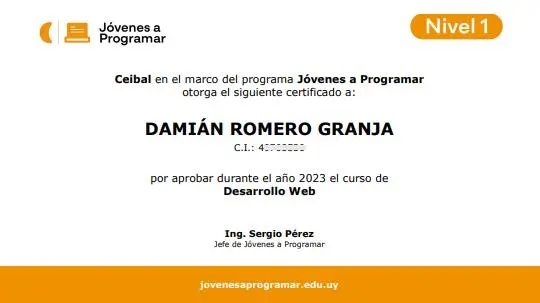 Jóvenes a
Programar
Nivel 1
Ceibal en el marco del programa Jóvenes a Programar
otorga el siguiente certificado a:
DAMIÁN ROMERO GRANJA
C.I.: 4
por aprobar durante el año 2023 el curso de
Desarrollo Web
Ing. Sergio Pérez
Jefe de Jóvenes a Programar
jovenesaprogramar.edu.uy